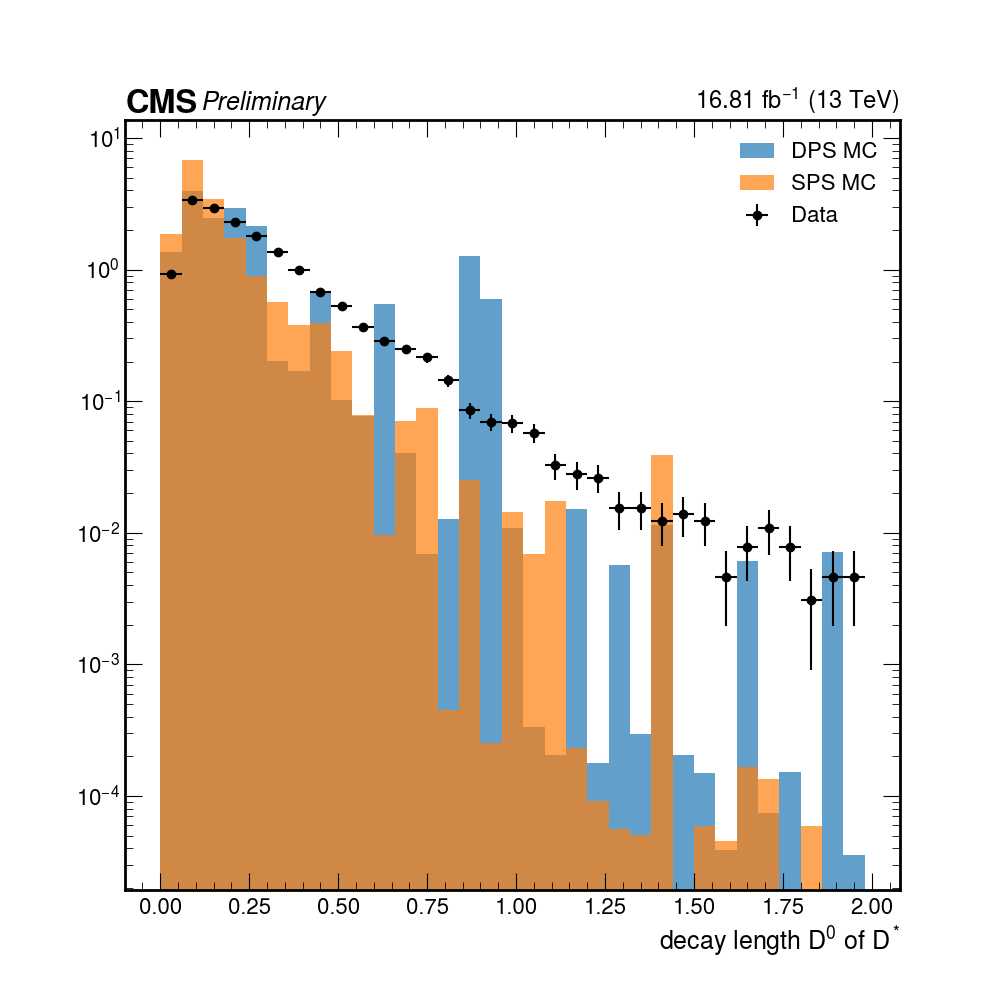 CMS Preliminary 16.81 fb⁻¹ (13 TeV)
DPS MC
SPS MC
Data
10¹
10⁰
10⁻¹
10⁻²
10⁻³
10⁻⁴
0.00 0.25 0.50 0.75 1.00 1.25 1.50 1.75 2.00
decay length D⁰ of D*